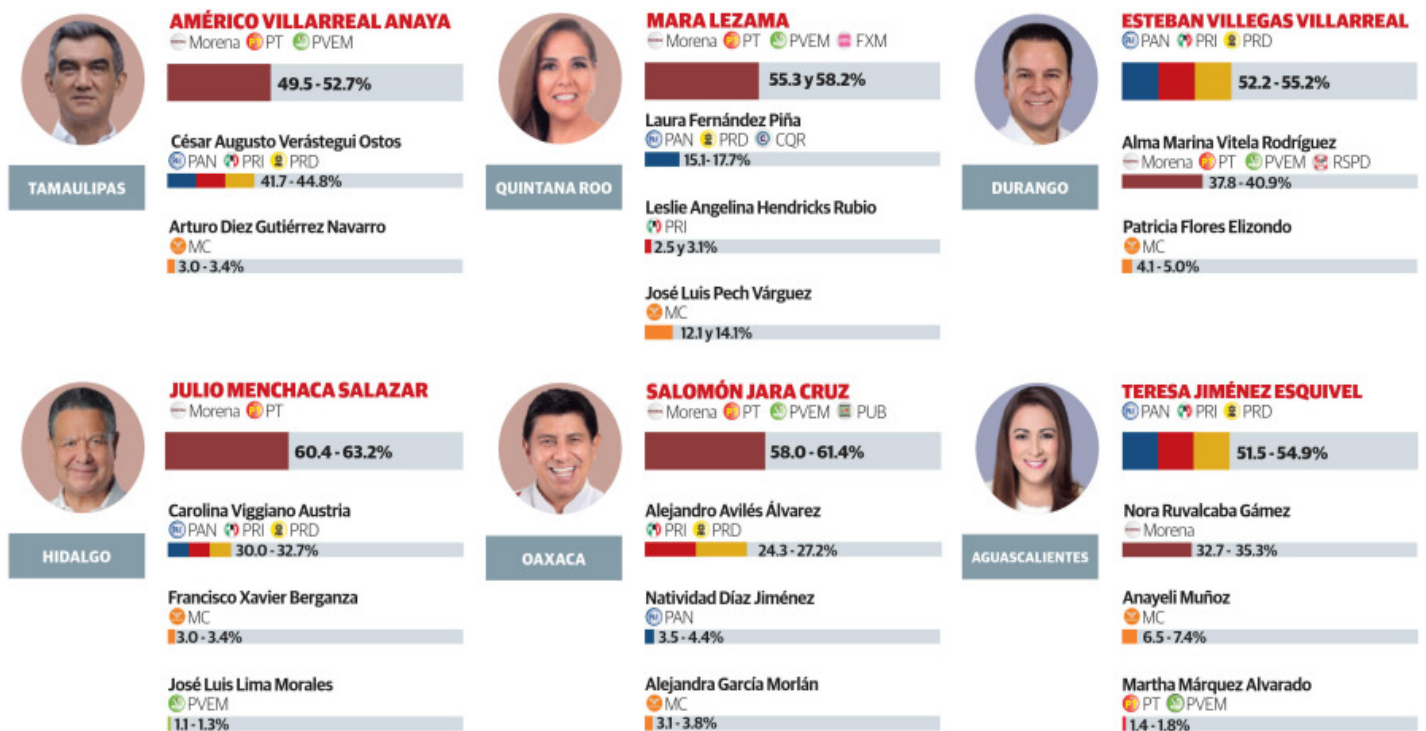 AMÉRICO VILLARREAL ANAYA
Morena PT PVEM
49.5 - 52.7%
César Augusto Verástegui Ostos
PAN PRI PRD
41.7 - 44.8%
Arturo Diez Gutiérrez Navarro
MC
3.0 - 3.4%
TAMAULIPAS
MARA LEZAMA
Morena PT PVEM FXM
55.3 y 58.2%
Laura Fernández Piña
PAN PRD CQR
15.1 - 17.7%
Leslie Angelina Hendricks Rubio
PRI
2.5 y 3.1%
José Luis Pech Várguez
MC
12.1 y 14.1%
QUINTANA ROO
ESTEBAN VILLEGAS VILLARREAL
PAN PRI PRD
52.2 - 55.2%
Alma Marina Vitela Rodríguez
Morena PT PVEM RSPD
37.8 - 40.9%
Patricia Flores Elizondo
MC
4.1 - 5.0%
DURANGO
JULIO MENCHACA SALAZAR
Morena PT
60.4 - 63.2%
Carolina Viggiano Austria
PAN PRI PRD
30.0 - 32.7%
Francisco Xavier Berganza
MC
3.0 - 3.4%
José Luis Lima Morales
PVEM
1.1 - 1.3%
HIDALGO
SALOMÓN JARA CRUZ
Morena PT PVEM PUB
58.0 - 61.4%
Alejandro Avilés Álvarez
PRI PRD
24.3 - 27.2%
Natividad Díaz Jiménez
PAN
3.5 - 4.4%
Alejandra García Morlán
MC
3.1 - 3.8%
OAXACA
TERESA JIMÉNEZ ESQUIVEL
PAN PRI PRD
51.5 - 54.9%
Nora Ruvalcaba Gámez
Morena
32.7 - 35.3%
Anayeli Muñoz
MC
6.5 - 7.4%
Martha Márquez Alvarado
PT PVEM
1.4 - 1.8%
AGUASCALIENTES